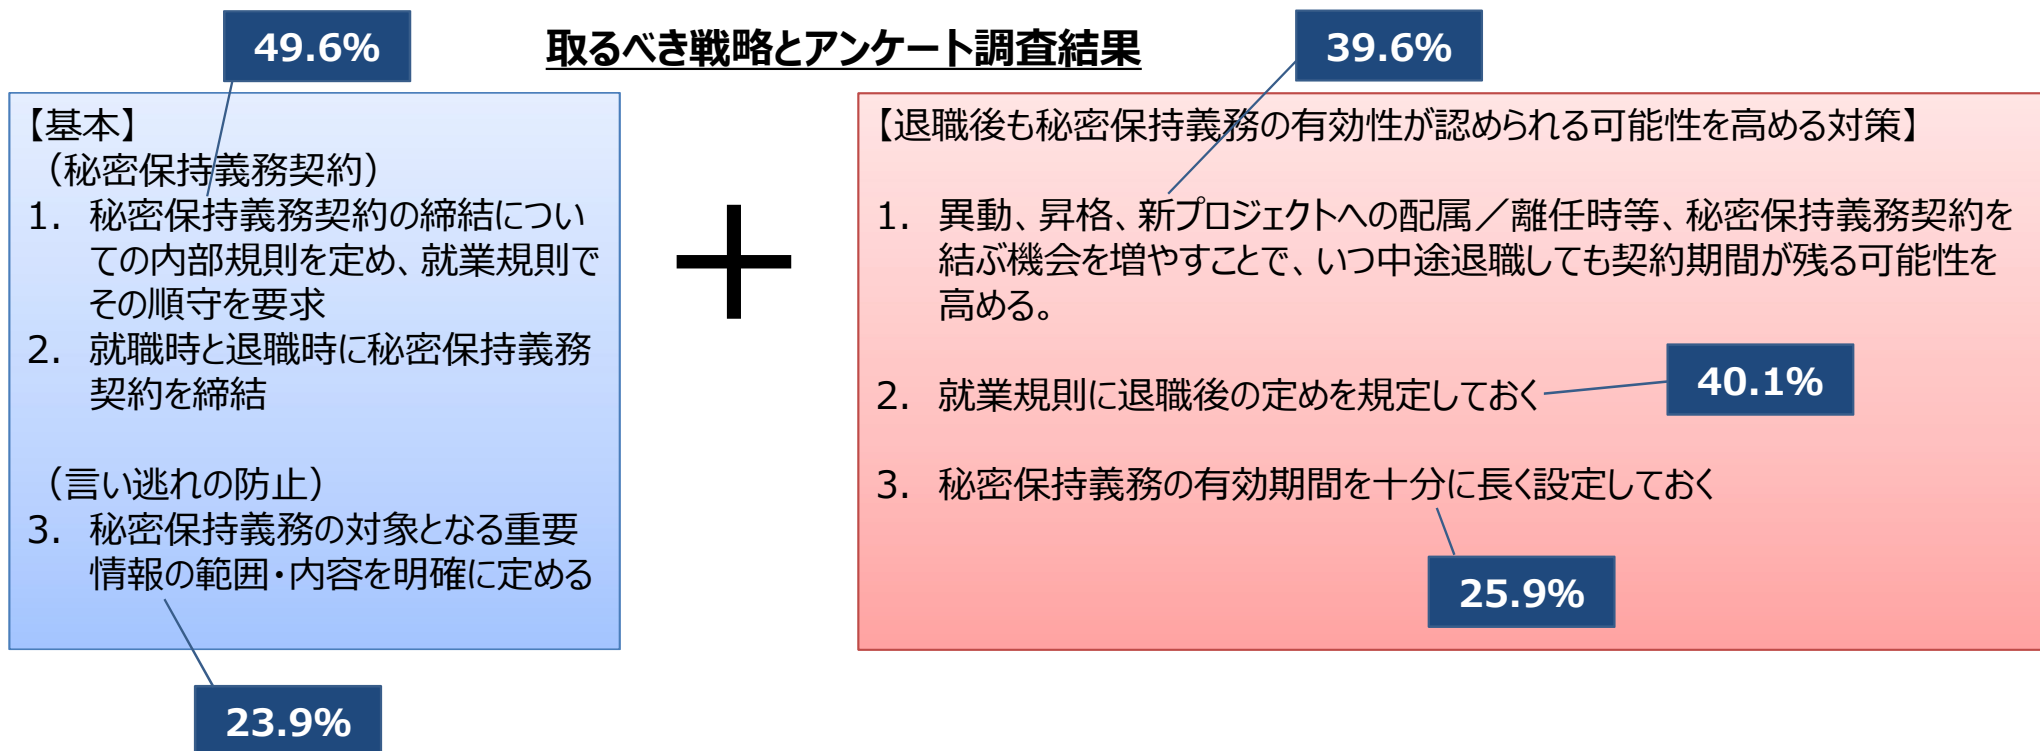 取るべき戦略とアンケート調査結果
49.6%
【基本】
（秘密保持義務契約）
1. 秘密保持義務契約の締結につい
ての内部規則を定め、就業規則で
その順守を要求
2. 就職時と退職時に秘密保持義務
契約を締結
（言い逃れの防止）
3. 秘密保持義務の対象となる重要
情報の範囲・内容を明確に定める
23.9%
＋
39.6%
【退職後も秘密保持義務の有効性が認められる可能性を高める対策】
1. 異動、昇格、新プロジェクトへの配属／離任時等、秘密保持義務契約を
結ぶ機会を増やすことで、いつ中途退職しても契約期間が残る可能性を
高める。
2. 就業規則に退職後の定めを規定しておく
40.1%
3. 秘密保持義務の有効期間を十分に長く設定しておく
25.9%